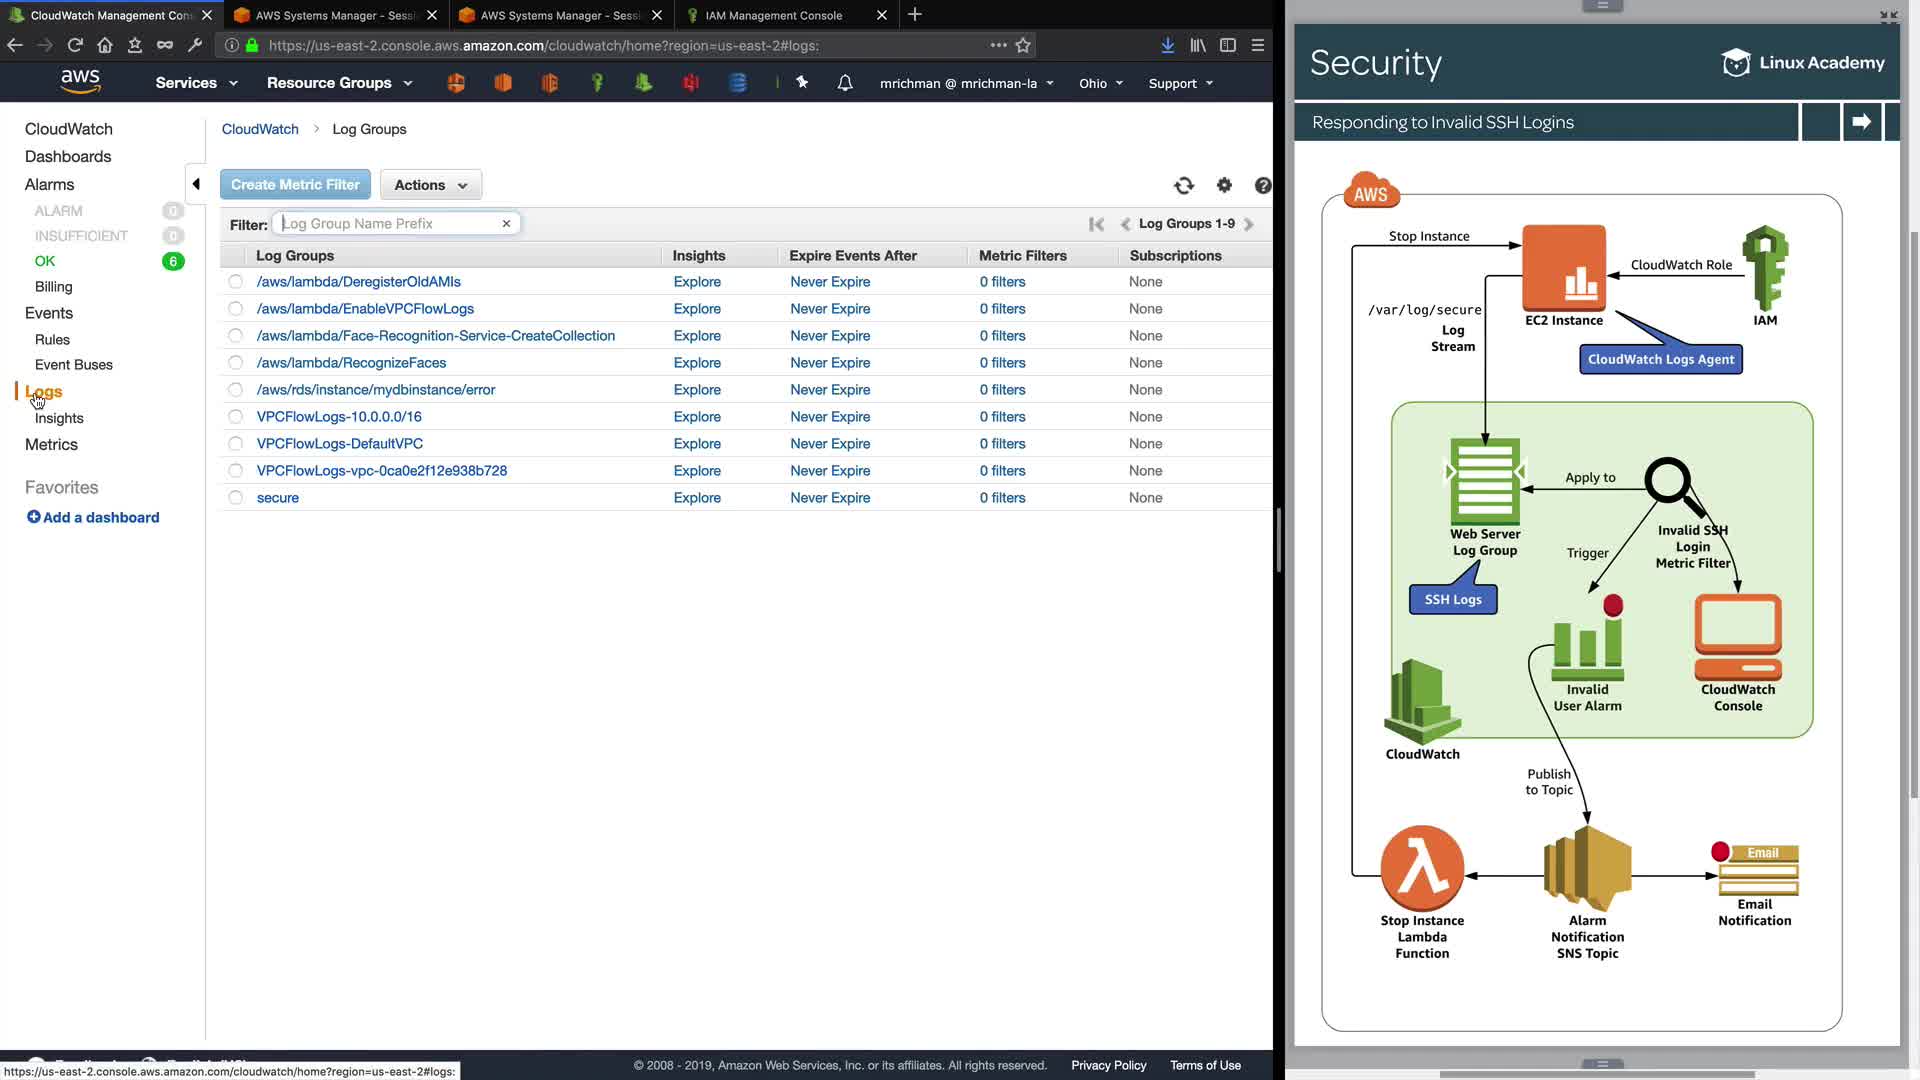 CloudWatch Management Con
AWS Systems Manager - Sessi
AWS Systems Manager - Sessi
IAM Management Console
https://us-east-2.console.aws.amazon.com/cloudwatch/home?region=us-east-2#logs:
aws
Services
Resource Groups
mrichman @ mrichman-la
Ohio
Support
CloudWatch
Dashboards
Alarms
ALARM 0
INSUFFICIENT 0
OK 6
Billing
Events
Rules
Event Buses
Logs
Insights
Metrics
Favorites
Add a dashboard
CloudWatch > Log Groups
Create Metric Filter
Actions
Filter: Log Group Name Prefix
Log Groups 1-9
Log Groups Insights Expire Events After Metric Filters Subscriptions
/aws/lambda/DeregisterOldAMIs Explore Never Expire 0 filters None
/aws/lambda/EnableVPCFlowLogs Explore Never Expire 0 filters None
/aws/lambda/Face-Recognition-Service-CreateCollection Explore Never Expire 0 filters None
/aws/lambda/RecognizeFaces Explore Never Expire 0 filters None
/aws/rds/instance/mydbinstance/error Explore Never Expire 0 filters None
VPCFlowLogs-10.0.0.0/16 Explore Never Expire 0 filters None
VPCFlowLogs-DefaultVPC Explore Never Expire 0 filters None
VPCFlowLogs-vpc-0ca0e2f12e938b728 Explore Never Expire 0 filters None
secure Explore Never Expire 0 filters None
© 2008 - 2019, Amazon Web Services, Inc. or its affiliates. All rights reserved.
Privacy Policy
Terms of Use
https://us-east-2.console.aws.amazon.com/cloudwatch/home?region=us-east-2#logs:
Security
Linux Academy
Responding to Invalid SSH Logins
AWS
Stop Instance
CloudWatch Role
/var/log/secure
Log
Stream
EC2 Instance
IAM
CloudWatch Logs Agent
Apply to
Web Server
Log Group
Invalid SSH
Login
Metric Filter
Trigger
SSH Logs
Invalid
User Alarm
CloudWatch
Console
CloudWatch
Publish
to Topic
Email
Stop Instance
Lambda
Function
Alarm
Notification
SNS Topic
Email
Notification